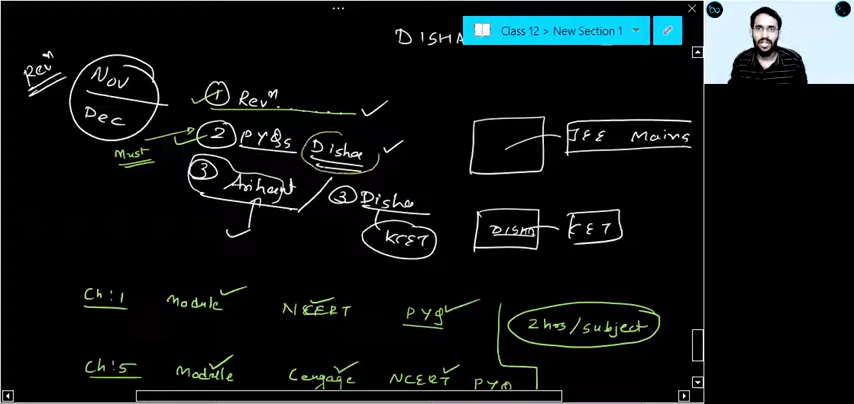 DISHA
Class 12 > New Section 1
Revⁿ
Nov
Dec
① Revⁿ.
② PYQs Disha
Must
③ Arihant / ③ Disha
KCET
JEE Mains
DISHA KET
Ch:1 Module NCERT PYQ
2 hrs/subject
Ch:5 Module Cengage NCERT PYQ